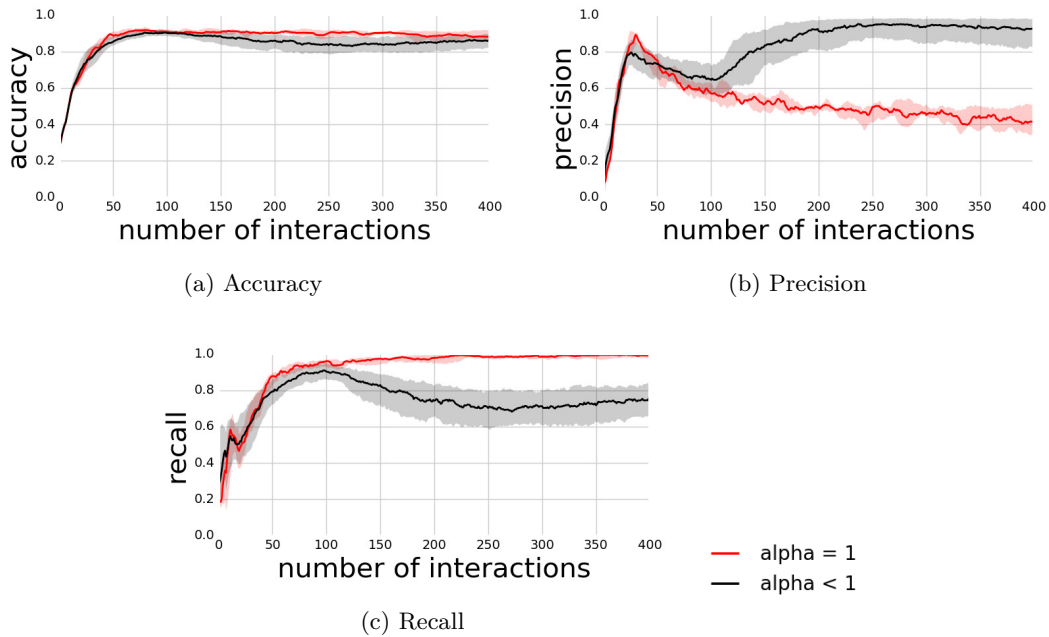 1.0
0.8
0.6
0.4
0.2
0.0
accuracy
0 50 100 150 200 250 300 350 400
number of interactions
(a) Accuracy
1.0
0.8
0.6
0.4
0.2
0.0
precision
0 50 100 150 200 250 300 350 400
number of interactions
(b) Precision
1.0
0.8
0.6
0.4
0.2
0.0
recall
0 50 100 150 200 250 300 350 400
number of interactions
(c) Recall
alpha = 1
alpha < 1